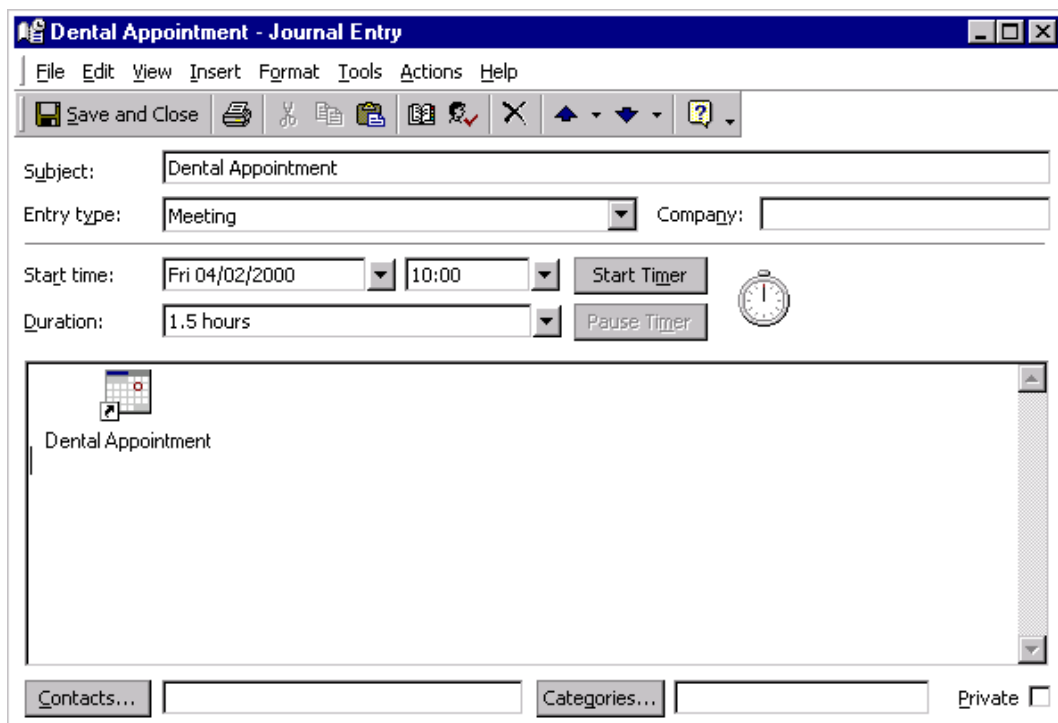 Dental Appointment - Journal Entry
File Edit View Insert Format Tools Actions Help
Save and Close
Subject: Dental Appointment
Entry type: Meeting Company:
Start time: Fri 04/02/2000 10:00 Start Timer
Duration: 1.5 hours Pause Timer
Dental Appointment
Contacts... Categories... Private